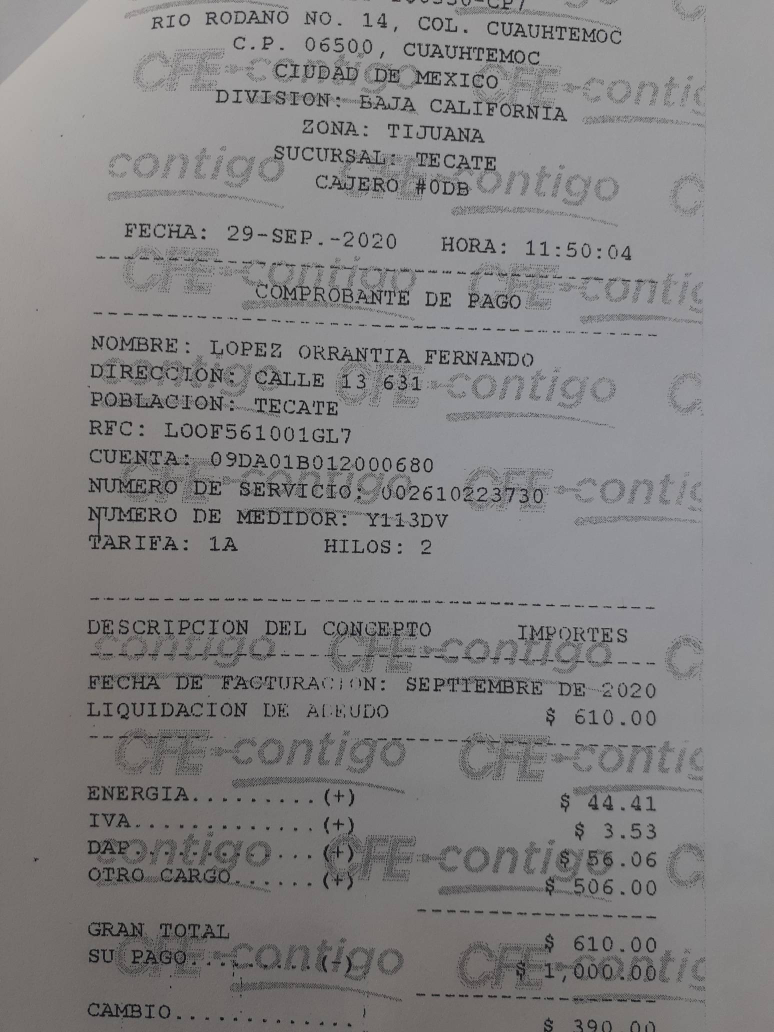 RIO RODANO NO. 14, COL. CUAUHTEMOC
C.P. 06500, CUAUHTEMOC
CIUDAD DE MEXICO
DIVISION: BAJA CALIFORNIA
ZONA: TIJUANA
SUCURSAL: TECATE
CAJERO #0DB
FECHA: 29-SEP.-2020 HORA: 11:50:04
COMPROBANTE DE PAGO
NOMBRE: LOPEZ ORRANTIA FERNANDO
DIRECCION: CALLE 13 631
POBLACION: TECATE
RFC: LOOF561001GL7
CUENTA: 09DA01B012000680
NUMERO DE SERVICIO: 002610223730
NUMERO DE MEDIDOR: Y113DV
TARIFA: 1A HILOS: 2
DESCRIPCION DEL CONCEPTO IMPORTES
FECHA DE FACTURACION: SEPTIEMBRE DE 2020
LIQUIDACION DE ADEUDO $ 610.00
ENERGIA.........(+) $ 44.41
IVA.............(+) $ 3.53
DAP.............(+) $ 56.06
OTRO CARGO......(+) $ 506.00
GRAN TOTAL $ 610.00
SU PAGO.........(-) $ 1,000.00
CAMBIO............. $ 390.00